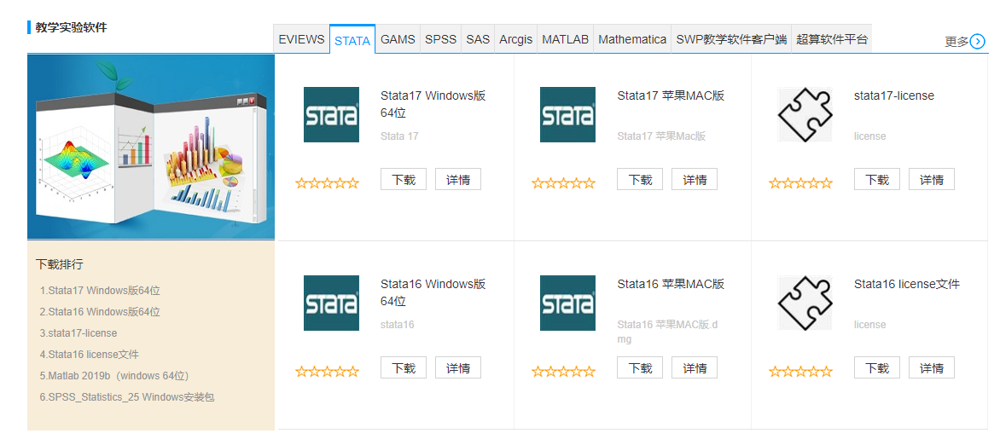 教学实验软件
EVIEWS STATA GAMS SPSS SAS Arcgis MATLAB Mathematica SWP教学软件客户端 超算软件平台 更多
STATA
Stata17 Windows版
64位
Stata 17
下载 详情
STATA
Stata17 苹果MAC版
Stata17 苹果Mac版
下载 详情
stata17-license
license
下载 详情
下载排行
1.Stata17 Windows版64位
2.Stata16 Windows版64位
3.stata17-license
4.Stata16 license文件
5.Matlab 2019b（windows 64位）
6.SPSS_Statistics_25 Windows安装包
STATA
Stata16 Windows版
64位
stata16
下载 详情
STATA
Stata16 苹果MAC版
Stata16 苹果MAC版.d
mg
下载 详情
Stata16 license文件
license
下载 详情